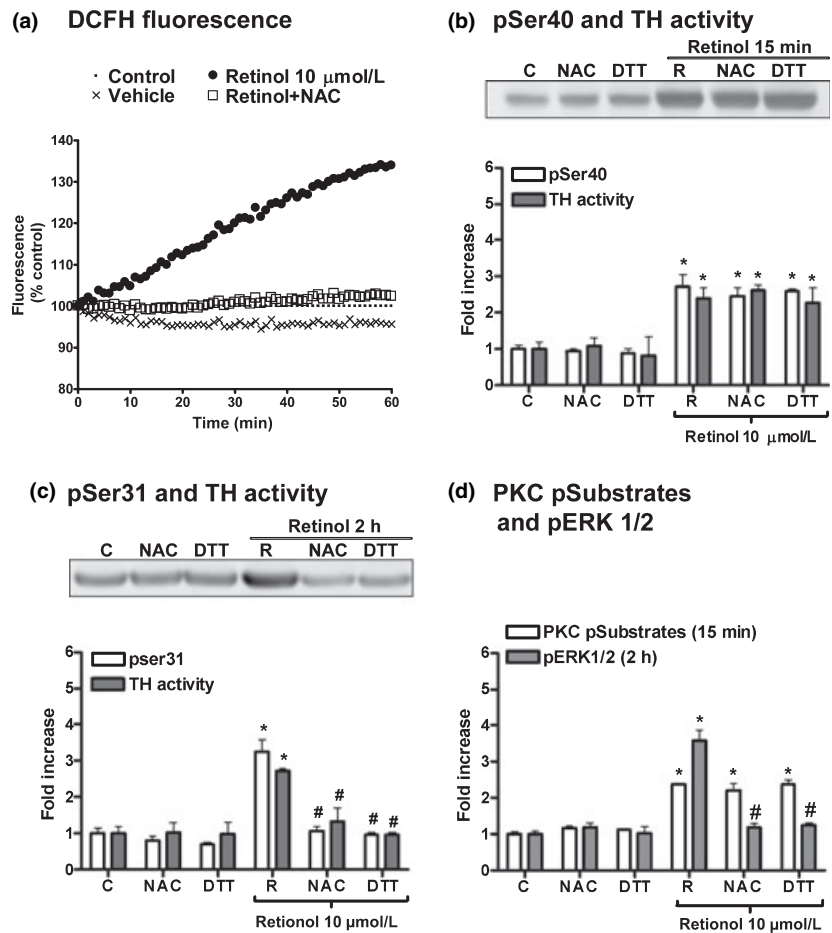 (a) DCFH fluorescence
· Control ● Retinol 10 μmol/L
× Vehicle □ Retinol+NAC
140
130
120
110
100
90
80
Fluorescence
(% control)
0 10 20 30 40 50 60
Time (min)
(b) pSer40 and TH activity
Retinol 15 min
C NAC DTT R NAC DTT
pSer40
TH activity
6
5
4
3
2
1
0
Fold increase
* * * * * *
C NAC DTT R NAC DTT
Retinol 10 μmol/L
(c) pSer31 and TH activity
Retinol 2 h
C NAC DTT R NAC DTT
pser31
TH activity
6
5
4
3
2
1
0
Fold increase
* * # # # #
C NAC DTT R NAC DTT
Retionol 10 μmol/L
(d) PKC pSubstrates
and pERK 1/2
PKC pSubstrates (15 min)
pERK1/2 (2 h)
6
5
4
3
2
1
0
Fold increase
* * * # * #
C NAC DTT R NAC DTT
Retionol 10 μmol/L